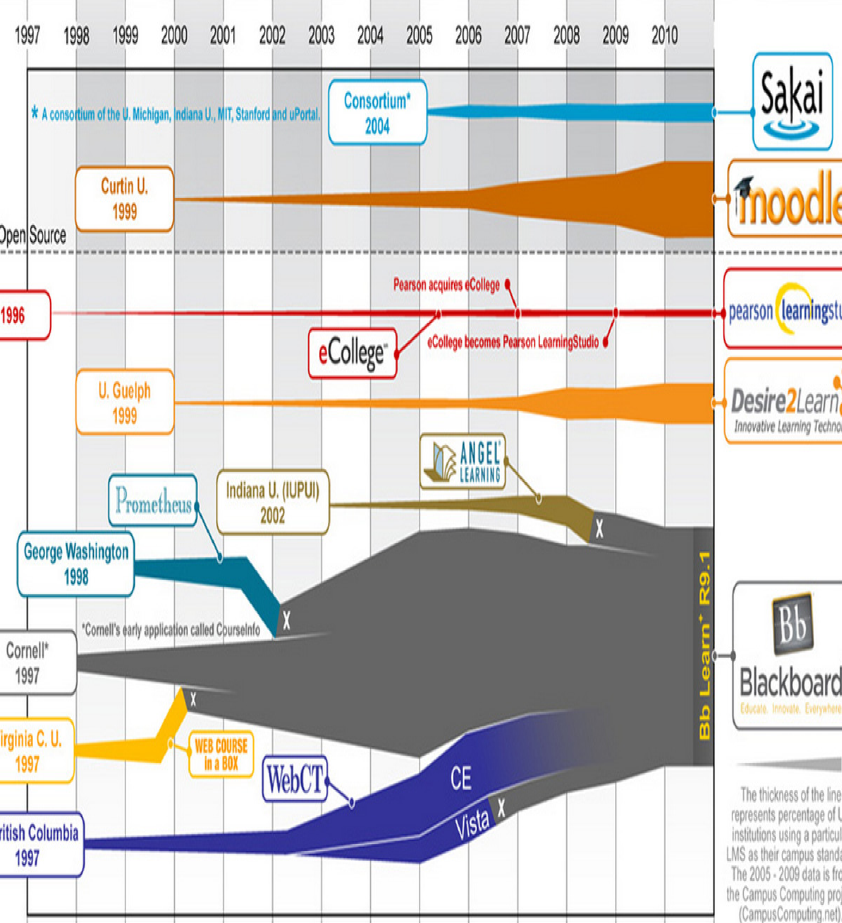 1997 1998 1999 2000 2001 2002 2003 2004 2005 2006 2007 2008 2009 2010
Sakai
Consortium*
2004
* A consortium of the U. Michigan, Indiana U., MIT, Stanford and uPortal.
Curtin U.
1999
moodle
Open Source
Pearson acquires eCollege
1996
pearson learningstu
eCollege becomes Pearson LearningStudio
eCollege™
U. Guelph
1999
Desire2Learn
Innovative Learning Techno
ANGEL
LEARNING
Prometheus
Indiana U. (IUPUI)
2002
X
George Washington
1998
X
*Cornell's early application called CourseInfo
Cornell*
1997
Bb Learn+ R9.1
Bb
Blackboard
Educate. Innovate. Everywhere
X
irginia C. U.
1997
WEB COURSE
in a BOX
WebCT
CE
Vista
X
ritish Columbia
1997
The thickness of the line
represents percentage of U
institutions using a particul
LMS as their campus standa
The 2005 - 2009 data is fro
the Campus Computing proj
(CampusComputing.net)